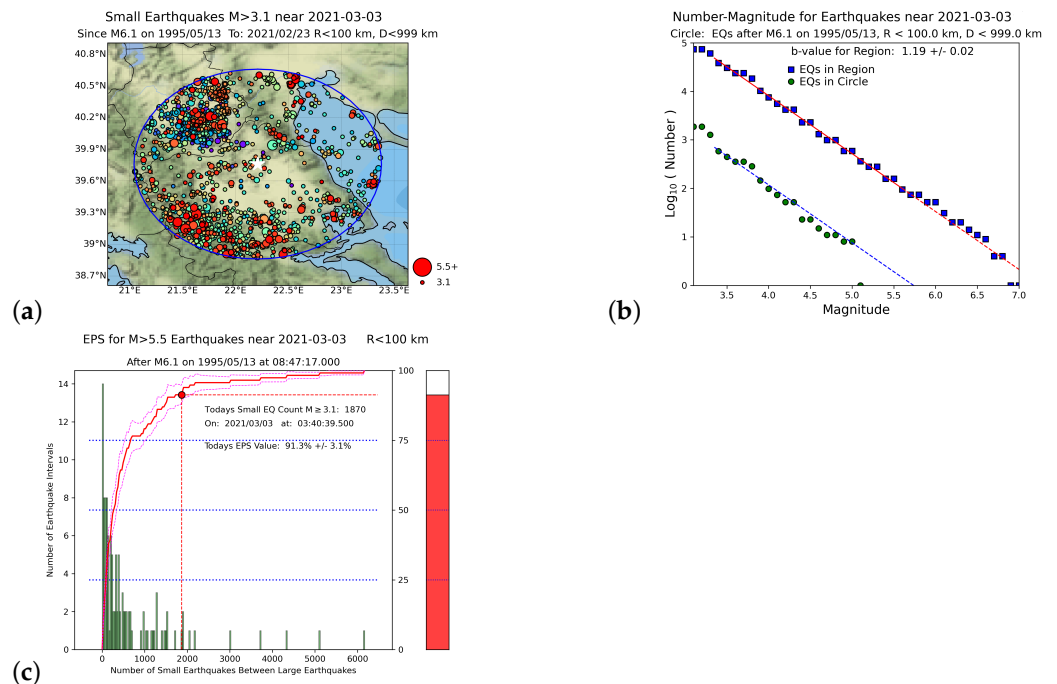 Small Earthquakes M>3.1 near 2021-03-03
Since M6.1 on 1995/05/13 To: 2021/02/23 R<100 km, D<999 km
40.8°N
40.5°N
40.2°N
39.9°N
39.6°N
39.3°N
39°N
38.7°N
21°E
21.5°E
22°E
22.5°E
23°E
23.5°E
5.5+
3.1
(a)
Number-Magnitude for Earthquakes near 2021-03-03
Circle: EQs after M6.1 on 1995/05/13, R < 100.0 km, D < 999.0 km
b-value for Region: 1.19 +/- 0.02
EQs in Region
EQs in Circle
Log10 ( Number )
5
4
3
2
1
0
3.5
4.0
4.5
5.0
5.5
6.0
6.5
7.0
Magnitude
(b)
EPS for M>5.5 Earthquakes near 2021-03-03 R<100 km
After M6.1 on 1995/05/13 at 08:47:17.000
Todays Small EQ Count M ≥ 3.1: 1870
On: 2021/03/03 at: 03:40:39.500
Todays EPS Value: 91.3% +/- 3.1%
Number of Earthquake Intervals
14
12
10
8
6
4
2
0
100
75
50
25
0
0
1000
2000
3000
4000
5000
6000
Number of Small Earthquakes Between Large Earthquakes
(c)